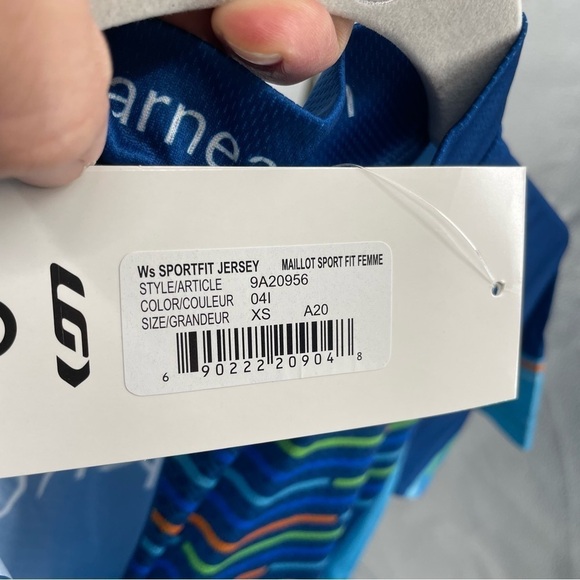 arnea
Ws SPORTFIT JERSEY MAILLOT SPORT FIT FEMME
STYLE/ARTICLE 9A20956
COLOR/COULEUR 04I
SIZE/GRANDEUR XS A20
6 90222 20904 8